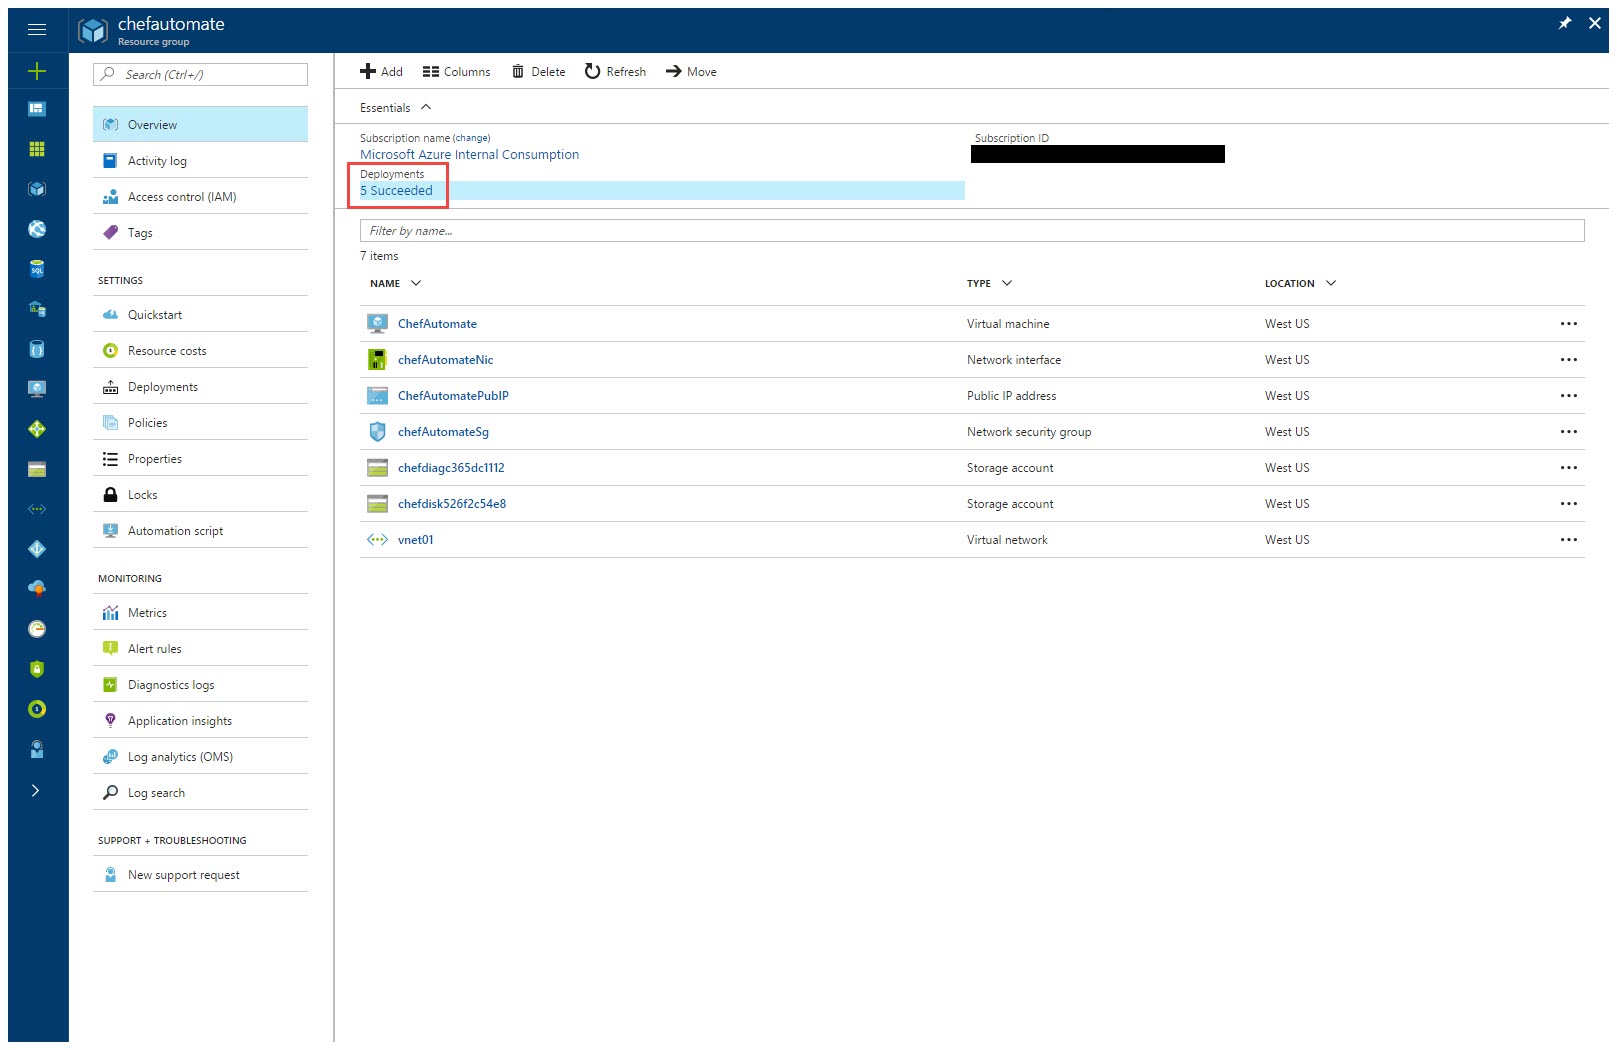 chefautomate
Resource group
Search (Ctrl+/)
Overview
Activity log
Access control (IAM)
Tags
SETTINGS
Quickstart
Resource costs
Deployments
Policies
Properties
Locks
Automation script
MONITORING
Metrics
Alert rules
Diagnostics logs
Application insights
Log analytics (OMS)
Log search
SUPPORT + TROUBLESHOOTING
New support request
Add Columns Delete Refresh Move
Essentials
Subscription name (change) Subscription ID
Microsoft Azure Internal Consumption
Deployments
5 Succeeded
Filter by name...
7 items
NAME TYPE LOCATION
ChefAutomate Virtual machine West US
chefAutomateNic Network interface West US
ChefAutomatePubIP Public IP address West US
chefAutomateSg Network security group West US
chefdiagc365dc1112 Storage account West US
chefdisk526f2c54e8 Storage account West US
vnet01 Virtual network West US